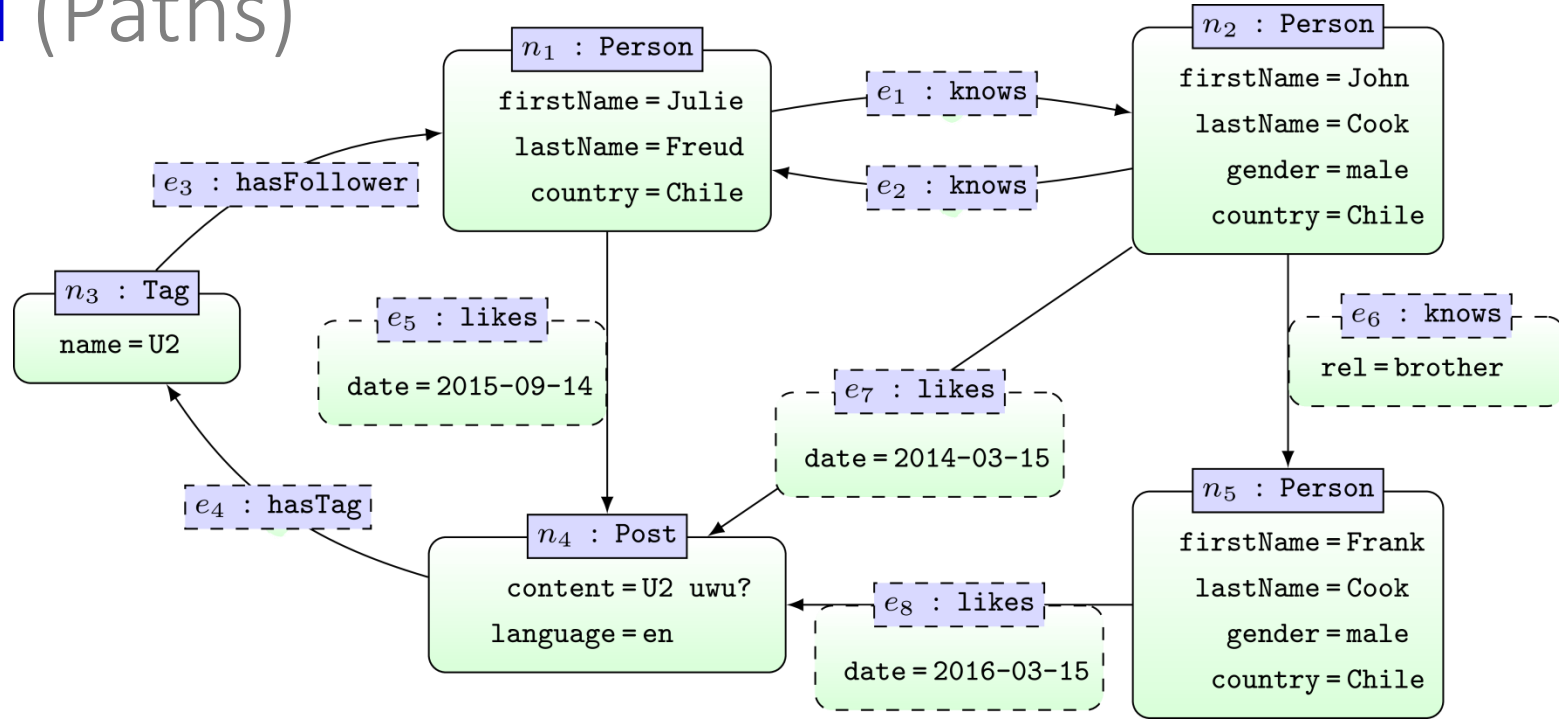 (Paths)
n₁ : Person
firstName = Julie
lastName = Freud
country = Chile
e₁ : knows
e₂ : knows
n₂ : Person
firstName = John
lastName = Cook
gender = male
country = Chile
e₃ : hasFollower
n₃ : Tag
name = U2
e₅ : likes
date = 2015-09-14
e₇ : likes
date = 2014-03-15
e₆ : knows
rel = brother
e₄ : hasTag
n₄ : Post
content = U2 uwu?
language = en
e₈ : likes
date = 2016-03-15
n₅ : Person
firstName = Frank
lastName = Cook
gender = male
country = Chile